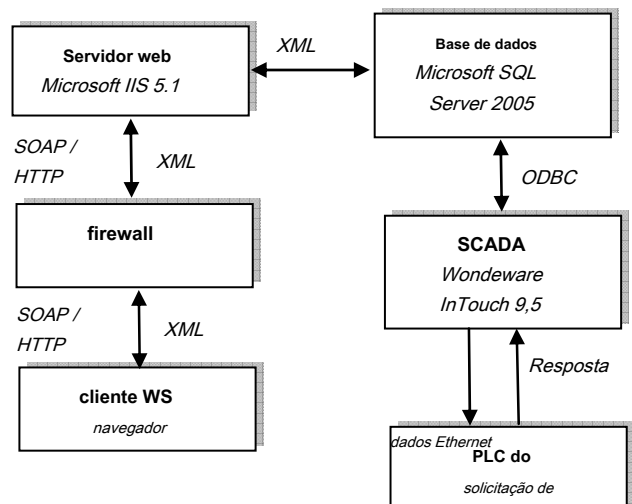 Servidor web
Microsoft IIS 5.1
XML
Base de dados
Microsoft SQL
Server 2005
SOAP /
HTTP
XML
ODBC
firewall
SCADA
Wondeware
InTouch 9,5
SOAP /
HTTP
XML
Resposta
cliente WS
navegador
dados Ethernet
PLC do
solicitação de